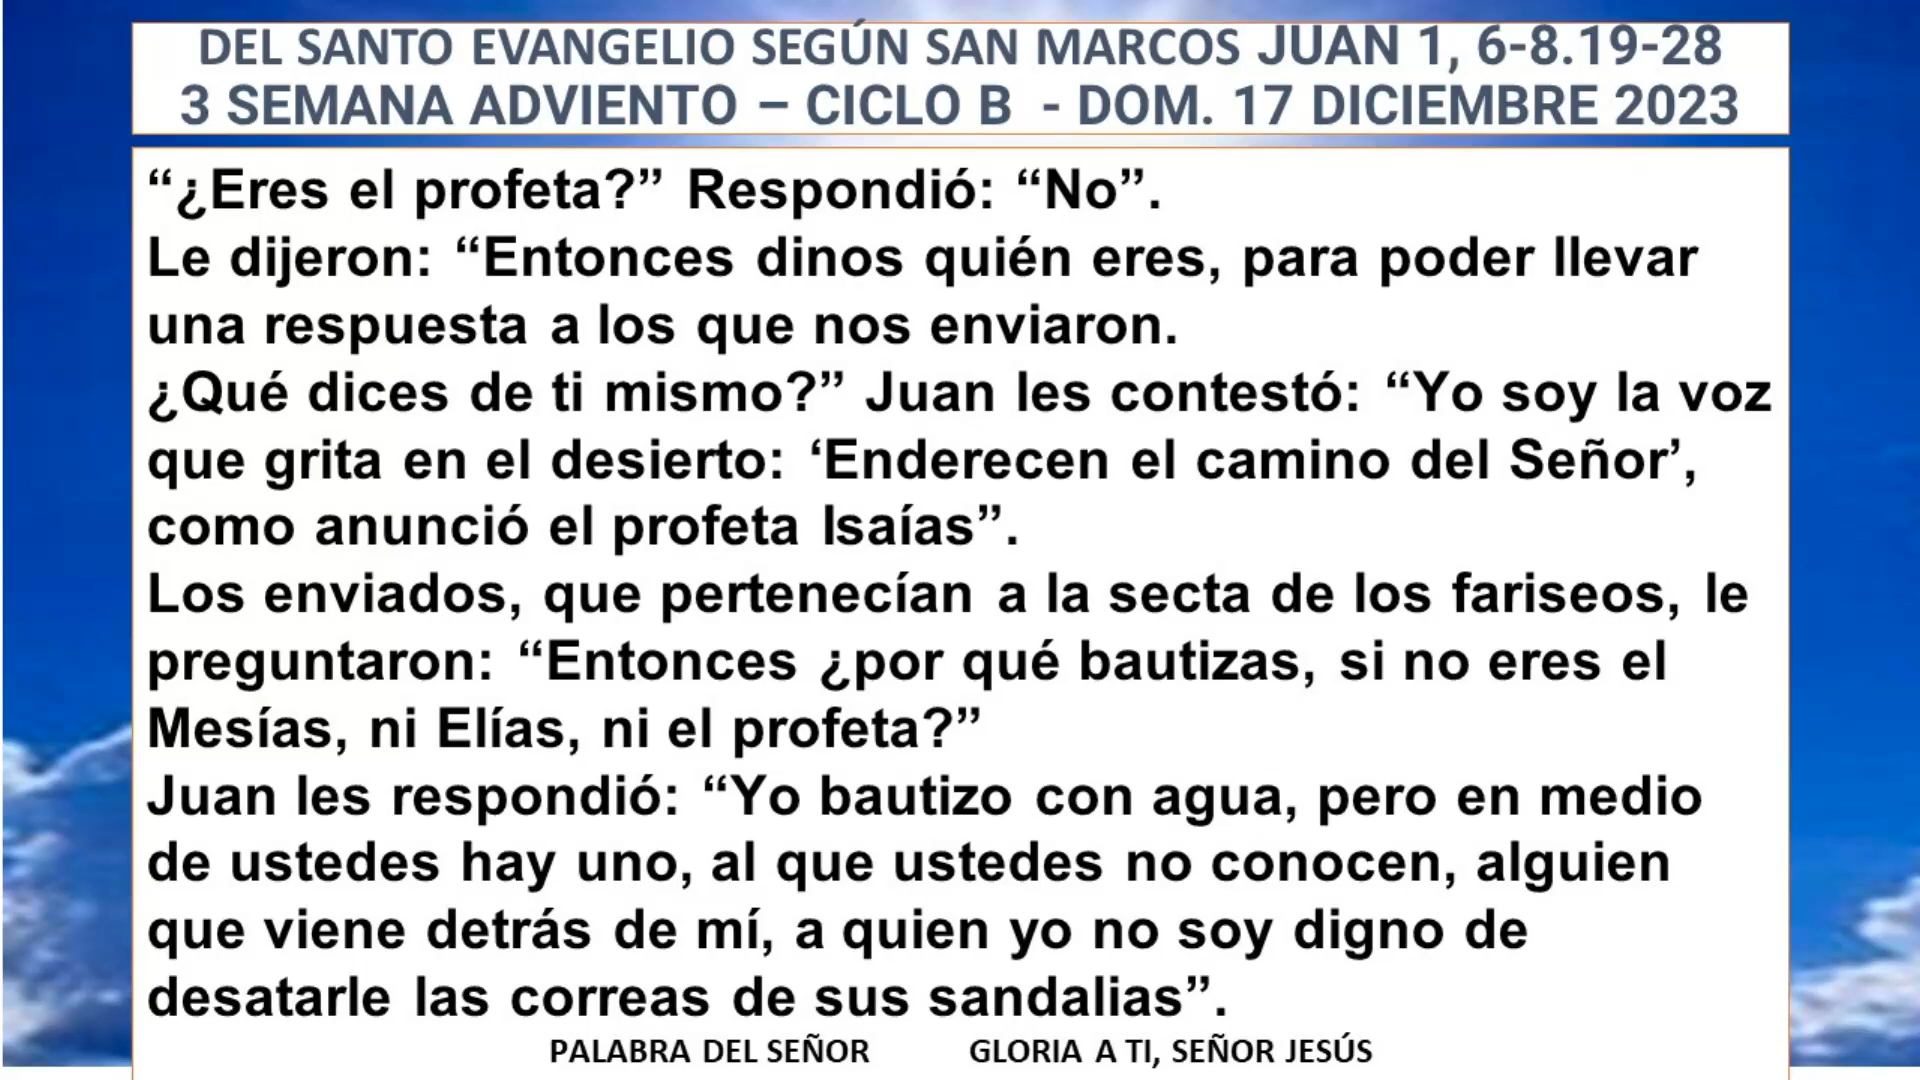 DEL SANTO EVANGELIO SEGÚN SAN MARCOS JUAN 1, 6-8.19-28
3 SEMANA ADVIENTO – CICLO B - DOM. 17 DICIEMBRE 2023
“¿Eres el profeta?” Respondió: “No”.
Le dijeron: “Entonces dinos quién eres, para poder llevar
una respuesta a los que nos enviaron.
¿Qué dices de ti mismo?” Juan les contestó: “Yo soy la voz
que grita en el desierto: ‘Enderecen el camino del Señor’,
como anunció el profeta Isaías”.
Los enviados, que pertenecían a la secta de los fariseos, le
preguntaron: “Entonces ¿por qué bautizas, si no eres el
Mesías, ni Elías, ni el profeta?”
Juan les respondió: “Yo bautizo con agua, pero en medio
de ustedes hay uno, al que ustedes no conocen, alguien
que viene detrás de mí, a quien yo no soy digno de
desatarle las correas de sus sandalias”.
PALABRA DEL SEÑOR GLORIA A TI, SEÑOR JESÚS